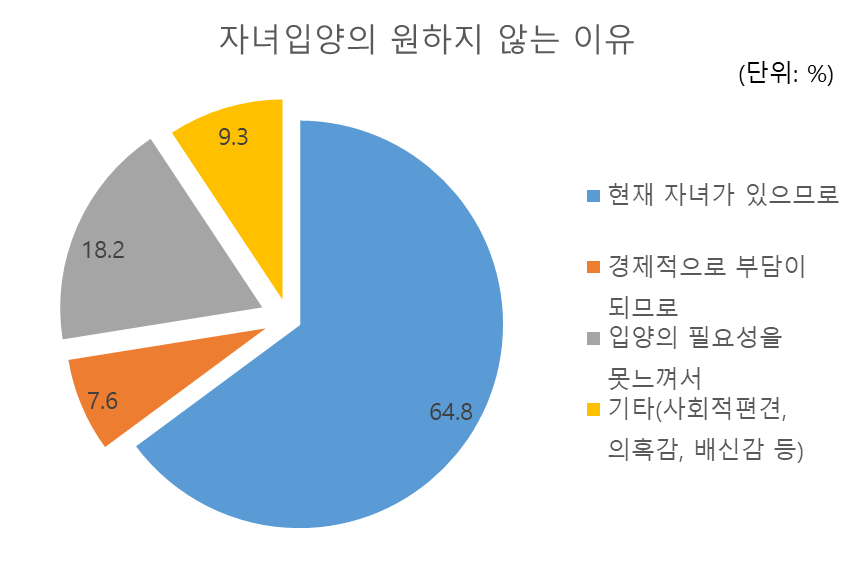 자녀입양의 원하지 않는 이유
(단위: %)
9.3
18.2
7.6
64.8
현재 자녀가 있으므로
경제적으로 부담이
되므로
입양의 필요성을
못느껴서
기타(사회적편견,
의혹감, 배신감 등)